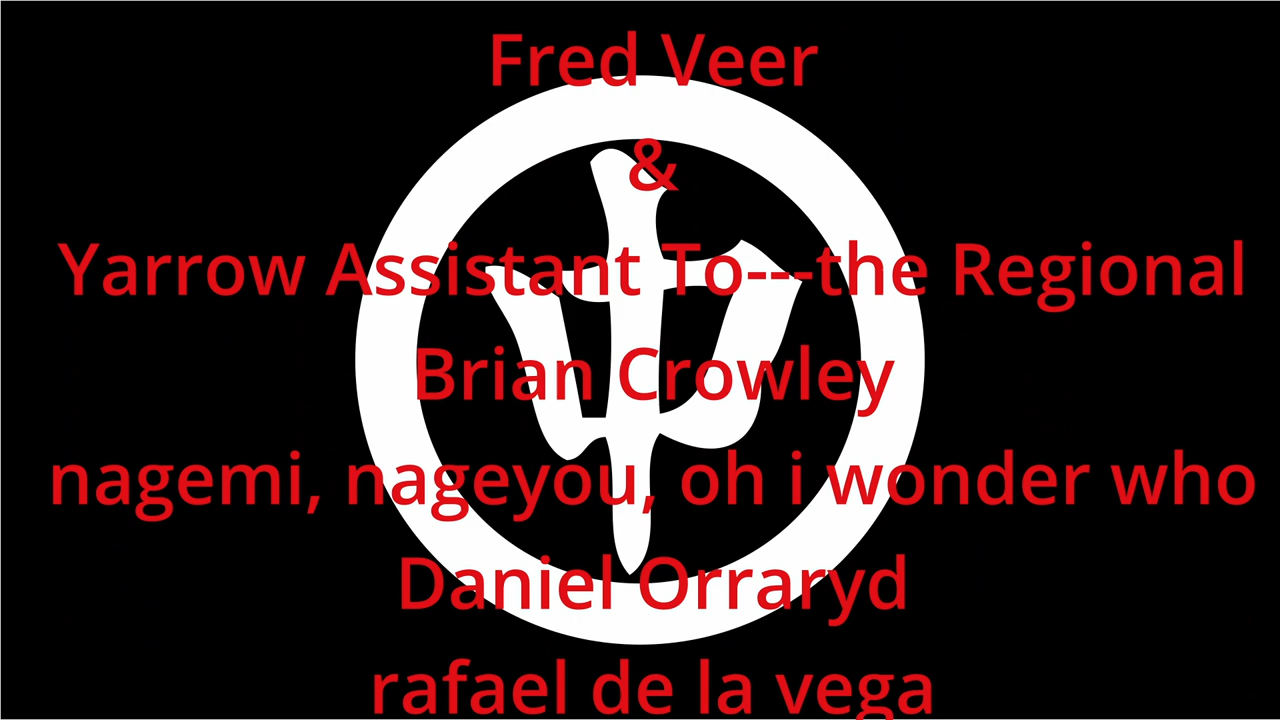 Fred Veer
&
Yarrow Assistant To---the Regional
Brian Crowley
nagemi, nageyou, oh i wonder who
Daniel Orraryd
rafael de la vega